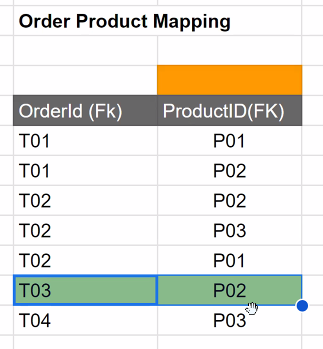 Order Product Mapping
OrderId (Fk) ProductID(FK)
T01 P01
T01 P02
T02 P02
T02 P03
T02 P01
T03 P02
T04 P03